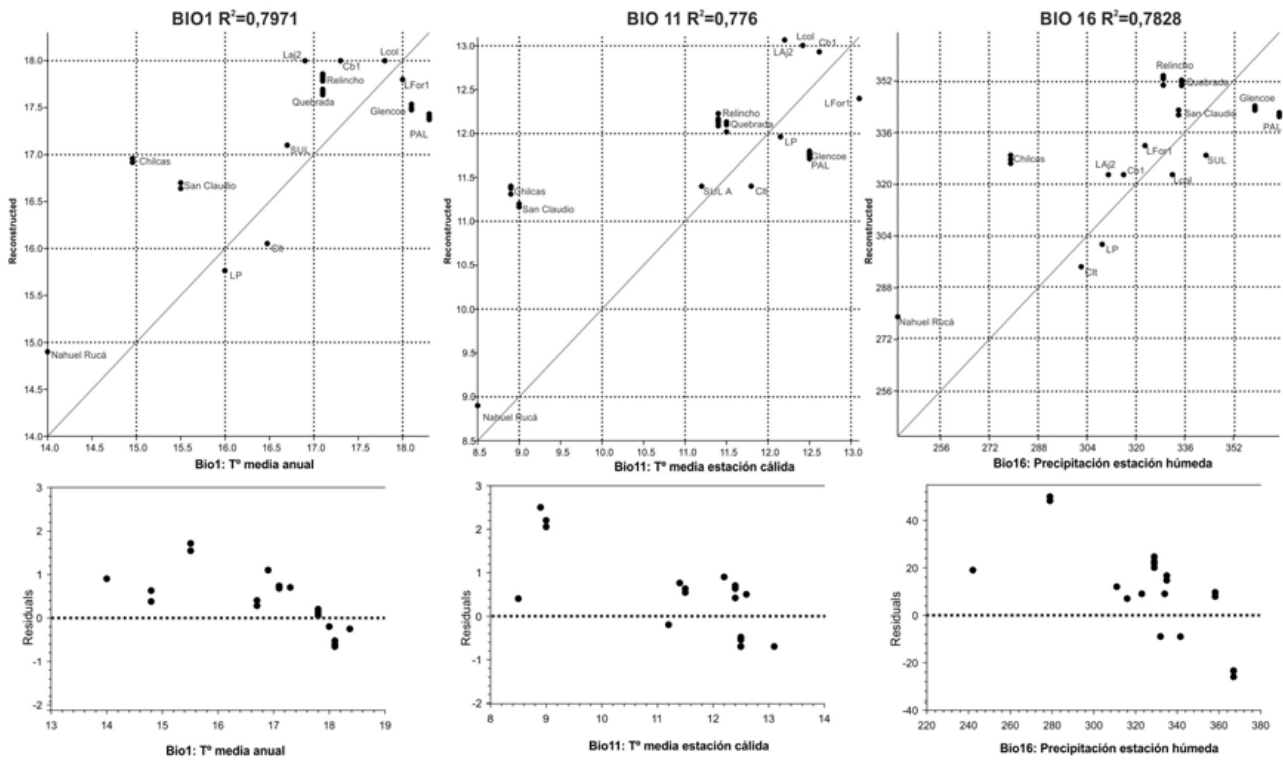 BIO1 R²=0,7971
18.0
17.5
17.0
16.5
16.0
15.5
15.0
14.5
14.0
Reconstructed
Laj2
Cb1
Lcol
Relincho
LFor1
Quebrada
Glencoe
PAL
SUL
Chilcas
San Claudio
Clt
LP
Nahuel Rucá
14.0 15.0 15.5 16.0 16.5 17.0 17.5 18.0
Bio1: Tº media anual
BIO 11 R²=0,776
13.0
12.5
12.0
11.5
11.0
10.5
10.0
9.5
9.0
8.5
Reconstructed
Lcol
LAj2
Cb1
LFor1
Relincho
Quebrada
LP
Glencoe
PAL
Chilcas
SUL A
Clt
San Claudio
Nahuel Rucá
8.5 9.0 9.5 10.0 10.5 11.0 11.5 12.0 12.5 13.0
Bio11: Tº media estación cálida
BIO 16 R²=0,7828
352
336
320
304
288
272
256
Reconstructed
Relincho
Quebrada
Glencoe
San Claudio
PAL
LFor1
Chilcas
SUL
LAj2
Cb1
Lcol
LP
Clt
Nahuel Rucá
256 272 288 304 320 336 352
Bio16: Precipitación estación húmeda
3
2
1
0
-1
-2
Residuals
13 14 15 16 17 18 19
Bio1: Tº media anual
3
2
1
0
-1
-2
Residuals
8 9 10 11 12 13 14
Bio11: Tº media estación cálida
40
20
0
-20
-40
Residuals
220 240 260 280 300 320 340 360 380
Bio16: Precipitación estación húmeda